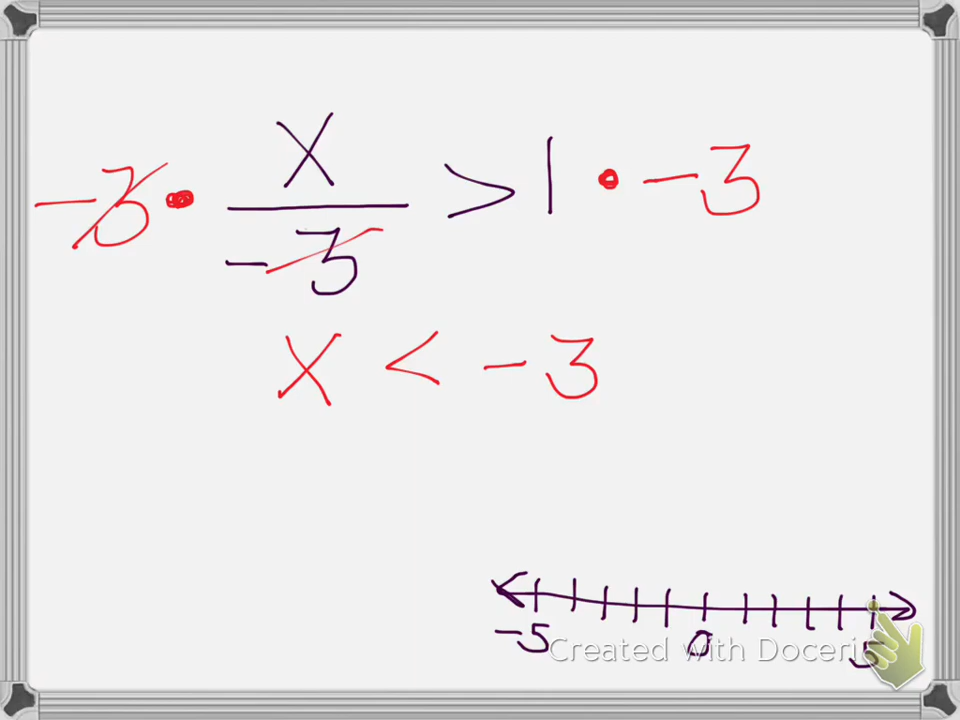 -3 • x/-3 > 1 • -3
x < -3
-5 0 5
Created with Doceri